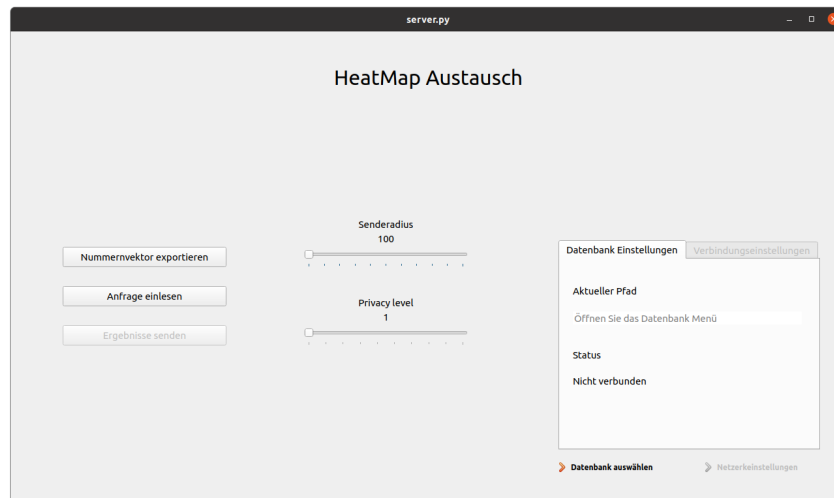 server.py
HeatMap Austausch
Nummernvektor exportieren
Anfrage einlesen
Ergebnisse senden
Senderadius
100
Privacy level
1
Datenbank Einstellungen
Verbindungseinstellungen
Aktueller Pfad
Öffnen Sie das Datenbank Menü
Status
Nicht verbunden
Datenbank auswählen
Netzerkeinstellungen